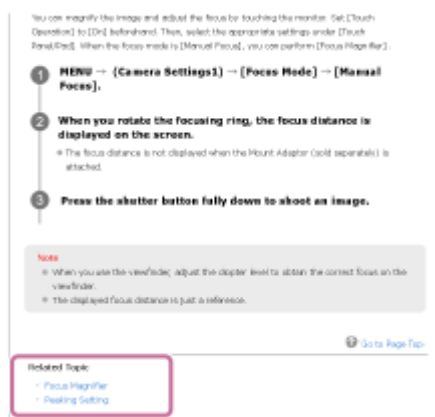 You can magnify the image and adjust the focus by touching the monitor. Set [Touch
Operation] to [On] beforehand. Then, select the appropriate settings under [Touch
Panel/Pad]. When the focus mode is [Manual Focus], you can perform [Focus Magnifier].
1 MENU → (Camera Settings1) → [Focus Mode] → [Manual
Focus].
2 When you rotate the focusing ring, the focus distance is
displayed on the screen.
The focus distance is not displayed when the Mount Adaptor (sold separately) is
attached.
3 Press the shutter button fully down to shoot an image.
Note
When you use the viewfinder, adjust the diopter level to obtain the correct focus on the
viewfinder.
The displayed focus distance is just a reference.
Go to Page Top
Related Topic
Focus Magnifier
Peaking Setting